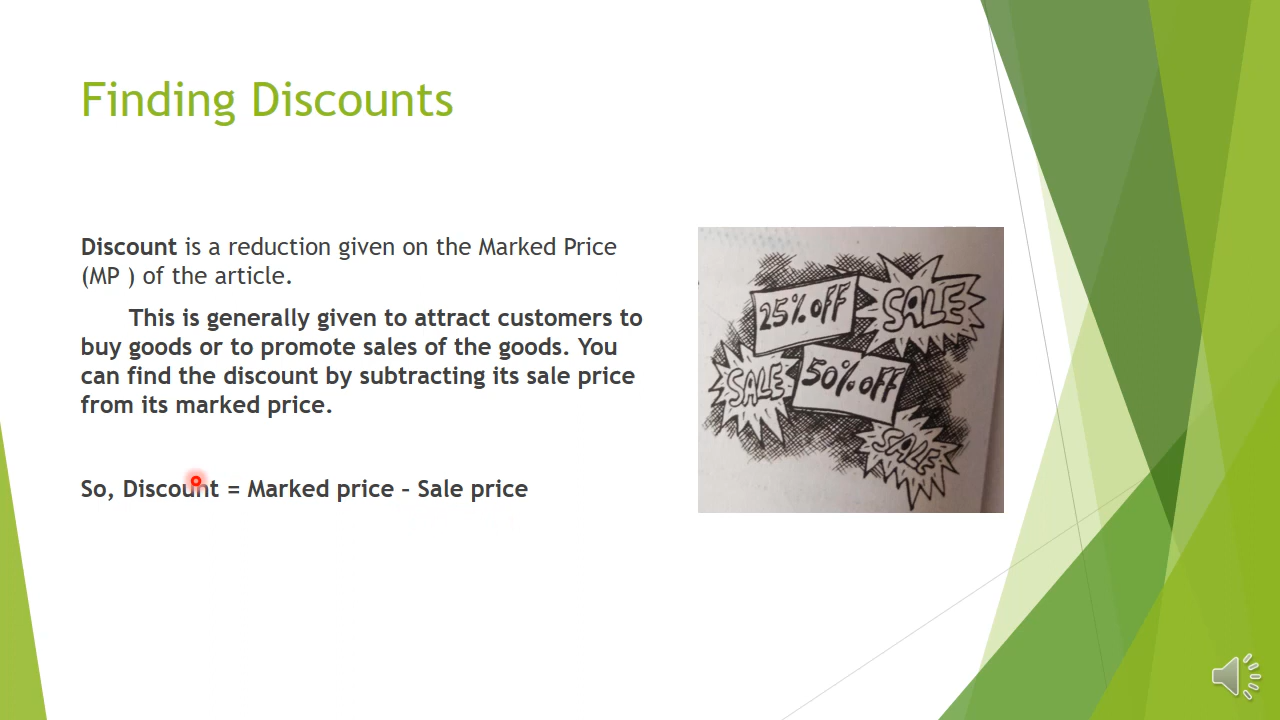 Finding Discounts
Discount is a reduction given on the Marked Price
(MP ) of the article.
This is generally given to attract customers to
buy goods or to promote sales of the goods. You
can find the discount by subtracting its sale price
from its marked price.
So, Discount = Marked price – Sale price
25% OFF
SALE
SALE
50% OFF
SALE